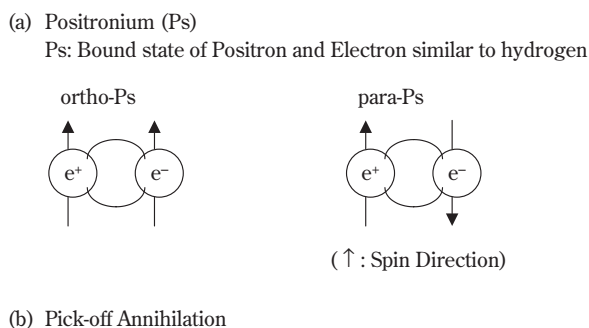 (a) Positronium (Ps)
Ps: Bound state of Positron and Electron similar to hydrogen
ortho-Ps para-Ps
e⁺ e⁻ e⁺ e⁻
(↑: Spin Direction)
(b) Pick-off Annihilation